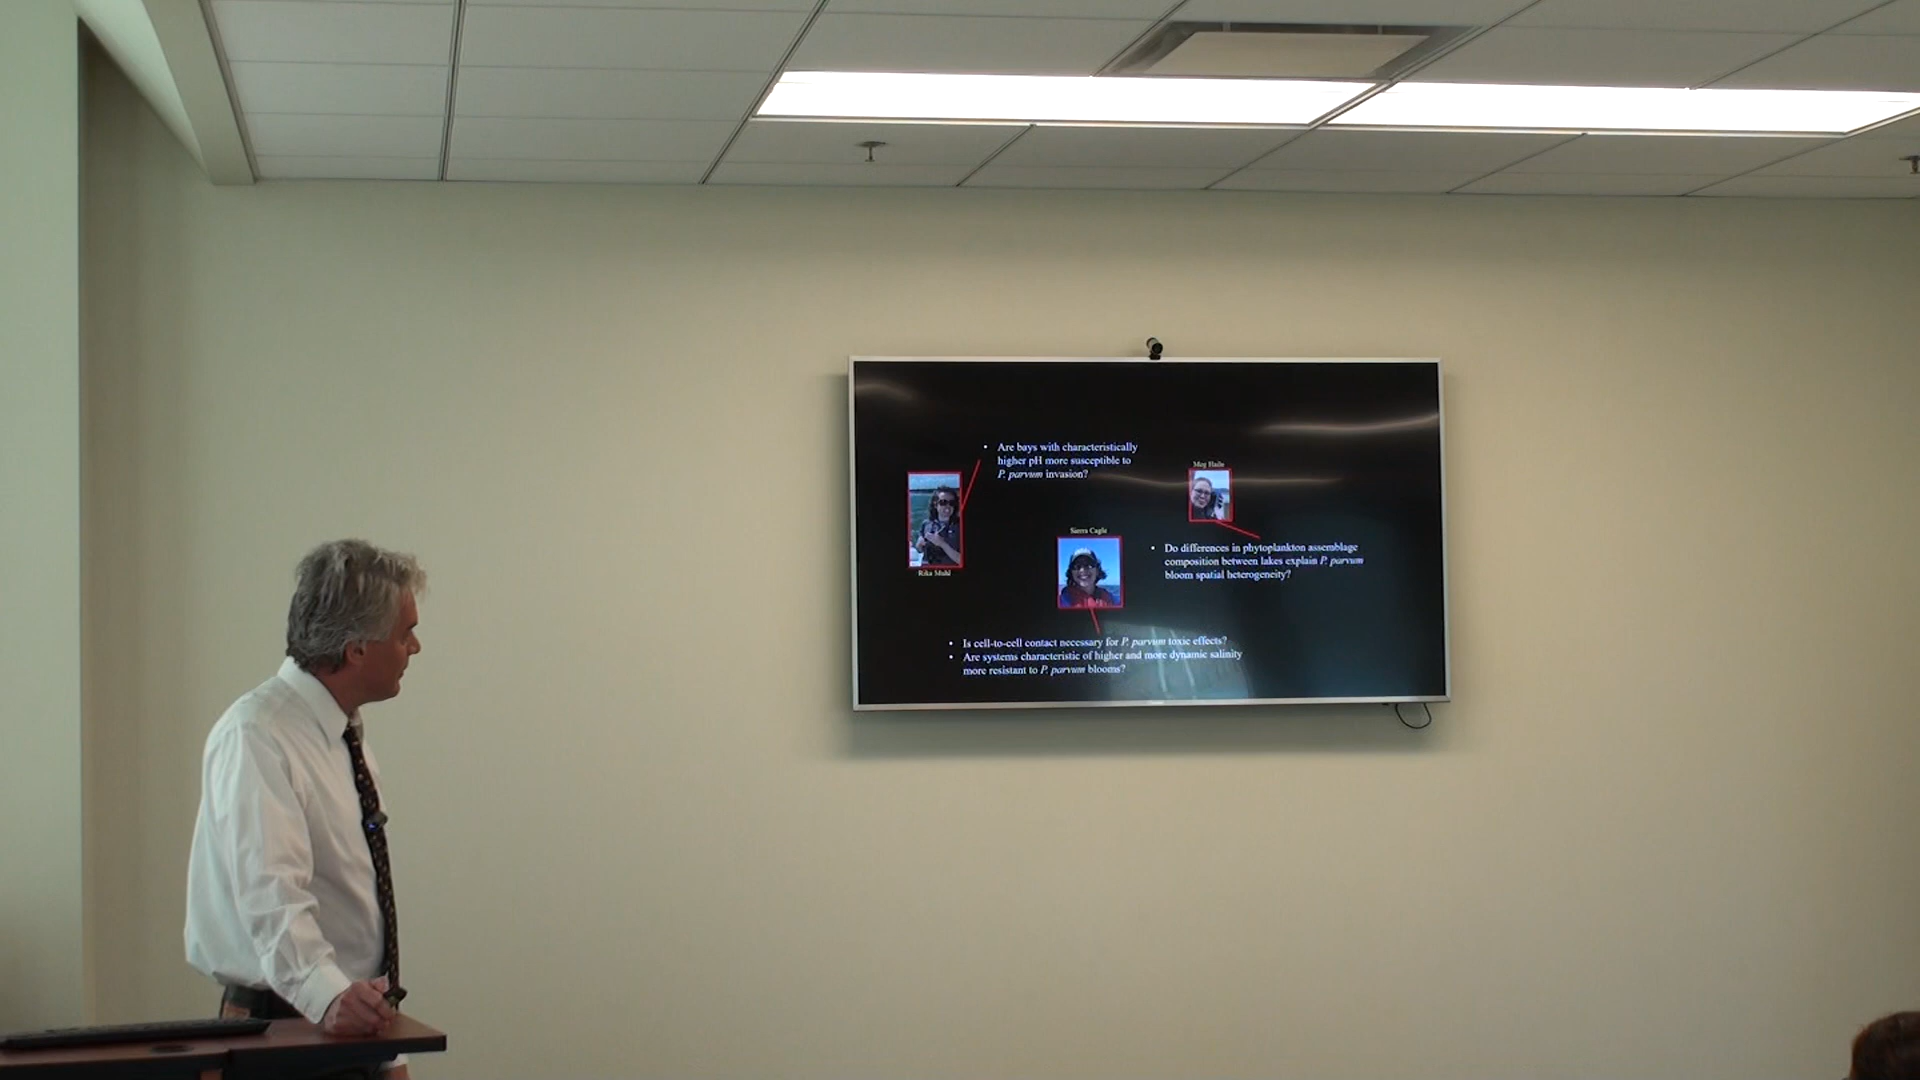 • Are bays with characteristically
higher pH more susceptible to
P. parvum invasion?
Rika Muhl
Meg Haile
Sierra Cagle
• Do differences in phytoplankton assemblage
composition between lakes explain P. parvum
bloom spatial heterogeneity?
• Is cell-to-cell contact necessary for P. parvum toxic effects?
• Are systems characteristic of higher and more dynamic salinity
more resistant to P. parvum blooms?